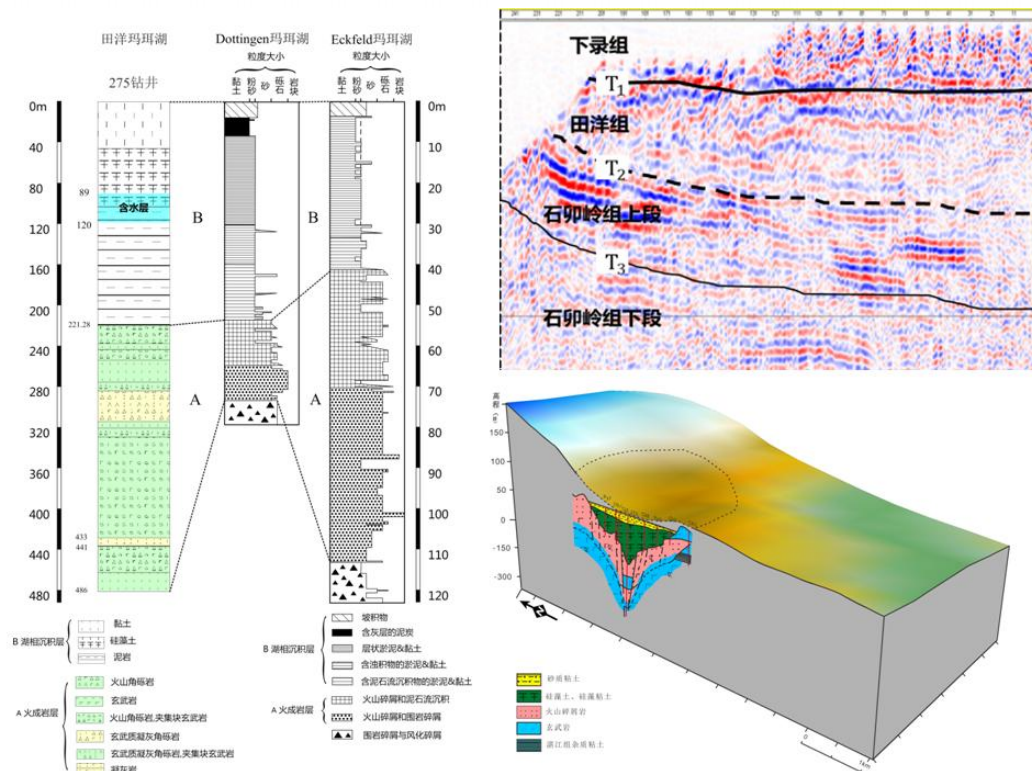 田洋玛珥湖
Dottingen玛珥湖
Eckfeld玛珥湖
275钻井
粒度大小
粒度大小
黏土
粉砂
砂
砾石
岩块
黏土
粉砂
砂
砾石
岩块
0m
40
80
120
160
200
240
280
320
360
400
440
480
89
120
221.28
433
441
486
含水层
B
A
B
A
0m
10
20
30
40
50
60
70
80
90
100
110
120
B 湖相沉积层
黏土
硅藻土
泥岩
A 火成岩层
火山角砾岩
玄武岩
火山角砾岩,夹集块玄武岩
玄武质凝灰角砾岩
玄武质凝灰角砾岩,夹集块玄武岩
凝灰岩
B 湖相沉积层
坡积物
含灰层的泥炭
层状淤泥&黏土
含浊积物的淤泥&黏土
含泥石流沉积物的淤泥&黏土
A 火成岩层
火山碎屑和泥石流沉积
火山碎屑和围岩碎屑
围岩碎屑与风化碎屑
下录组
T1
田洋组
T2
石卯岭组上段
T3
石卯岭组下段
高程
150
100
50
0
-150
-300
N
砂质粘土
硅藻土、硅藻粘土
火山碎屑岩
玄武岩
湛江组杂质粘土
0
1km